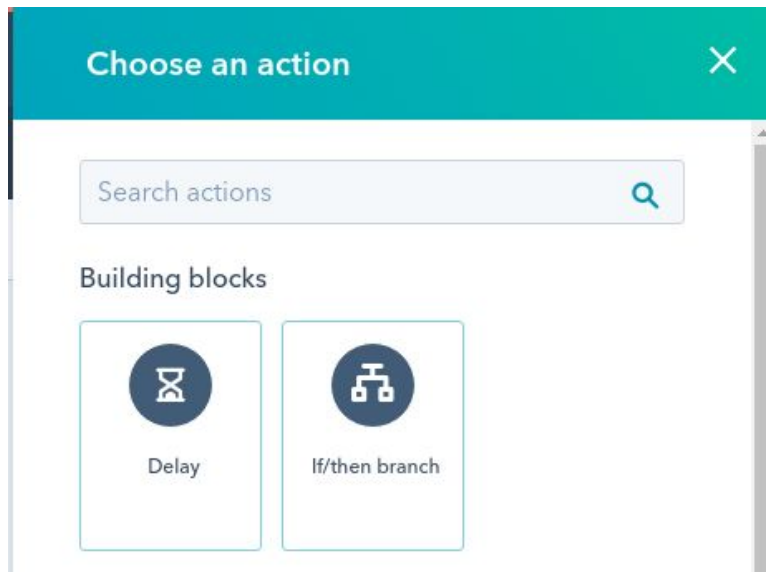 Choose an action
Search actions
Building blocks
Delay
If/then branch